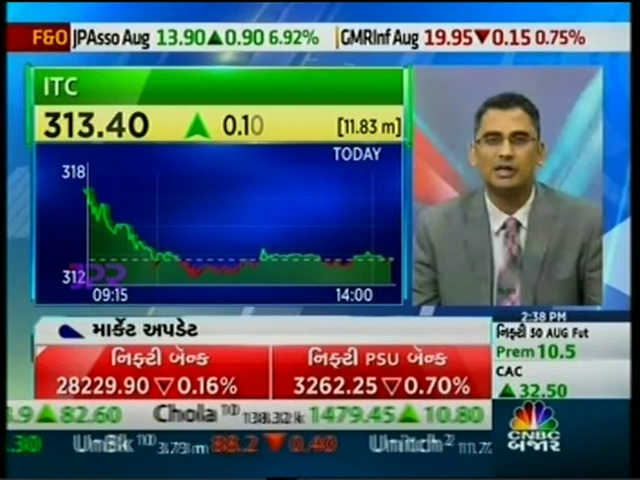 F&O JPAsso Aug 13.90▲0.90 6.92% GMRInf Aug 19.95▼0.15 0.75%
ITC
313.40 ▲ 0.10 [11.83 m]
TODAY
318
312
09:15 14:00
2:38 PM
માર્કેટ અપડેટ
નિફ્ટી બૅન્ક
28229.90 ▽ 0.16%
નિફ્ટી PSU બૅન્ક
3262.25 ▽ 0.70%
નિફ્ટી 50 AUG Fut
Prem 10.5
CAC
▲ 32.50
▲ 82.60 Chola 1479.45 ▲ 10.80
UnBk 88.2 ▼ 0.40 Unitch
CNBC
બજાર